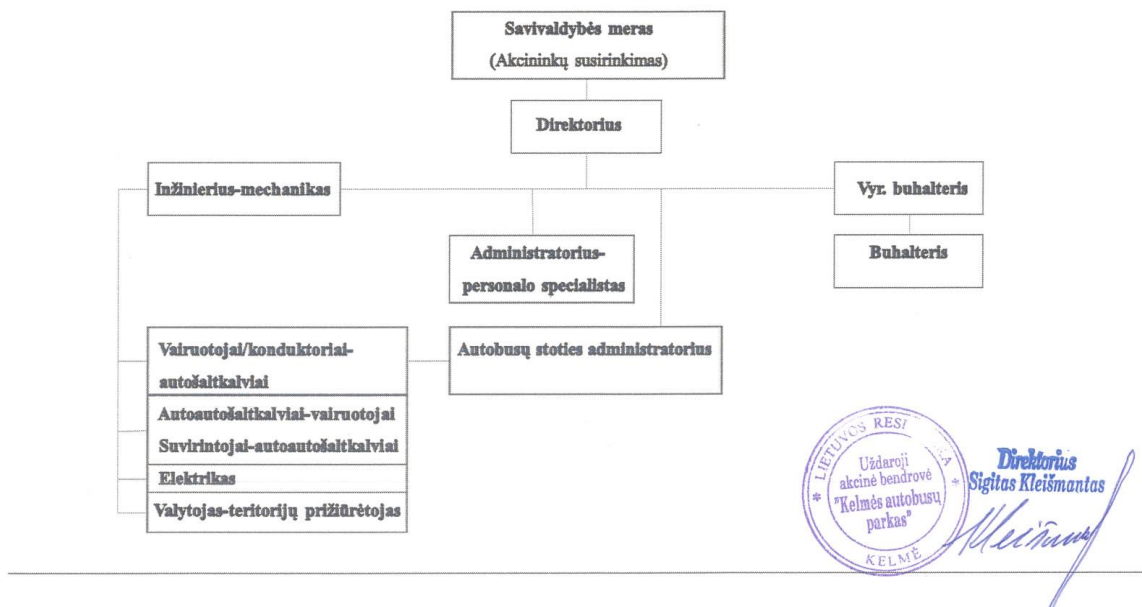 Savivaldybės meras
(Akcininkų susirinkimas)
Direktorius
Inžinierius-mechanikas
Vyr. buhalteris
Administratorius-
personalo specialistas
Buhalteris
Vairuotojai/konduktoriai-
autošaltkalviai
Autobusų stoties administratorius
Autoautošaltkalviai-vairuotojai
Suvirintojai-autoautošaltkalviai
Elektrikas
Valytojas-teritorijų prižiūrėtojas
LIETUVOS
Uždaroji
akcinė bendrovė
"Kelmės autobusų
parkas"
KELMĖ
Direktorius
Sigitas Kleišmantas